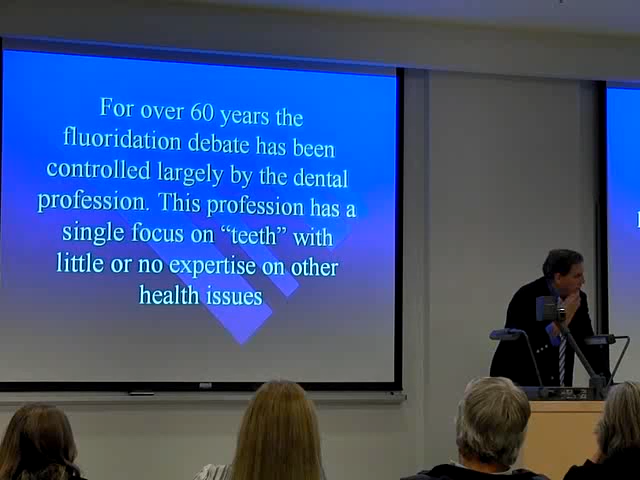 For over 60 years the
fluoridation debate has been
controlled largely by the dental
profession. This profession has a
single focus on “teeth” with
little or no expertise on other
health issues